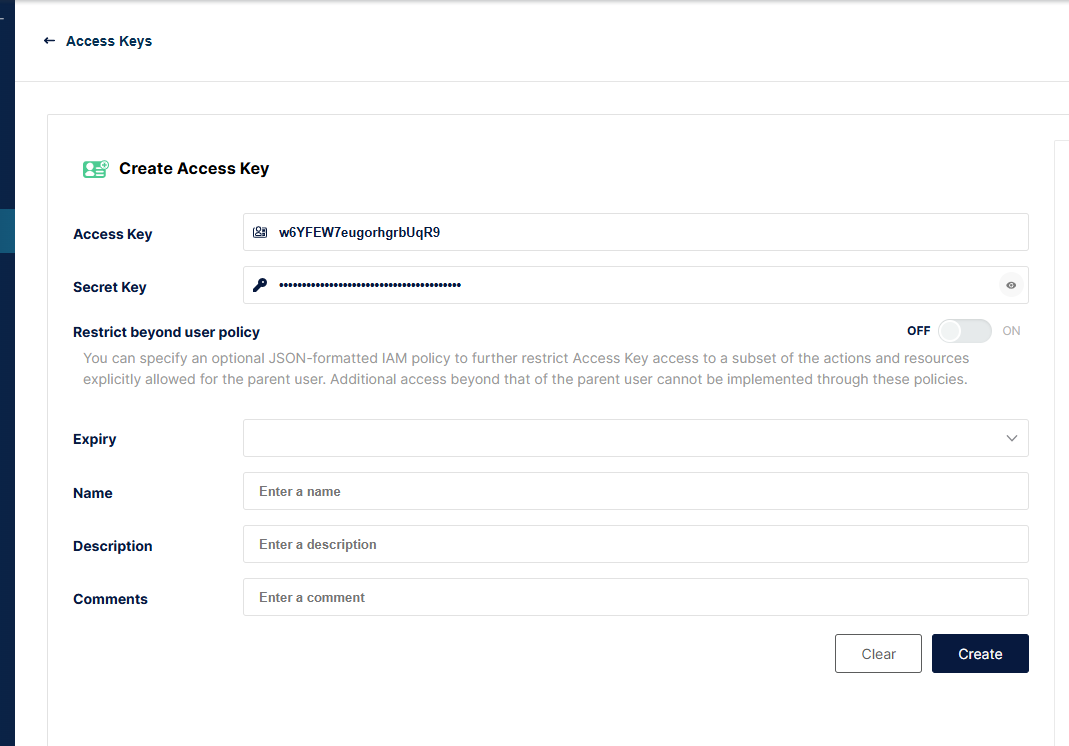 ← Access Keys
Create Access Key
Access Key
w6YFEW7eugorhgrbUqR9
Secret Key
••••••••••••••••••••••••••••••••••••••••
Restrict beyond user policy
OFF ON
You can specify an optional JSON-formatted IAM policy to further restrict Access Key access to a subset of the actions and resources
explicitly allowed for the parent user. Additional access beyond that of the parent user cannot be implemented through these policies.
Expiry
Name
Enter a name
Description
Enter a description
Comments
Enter a comment
Clear
Create